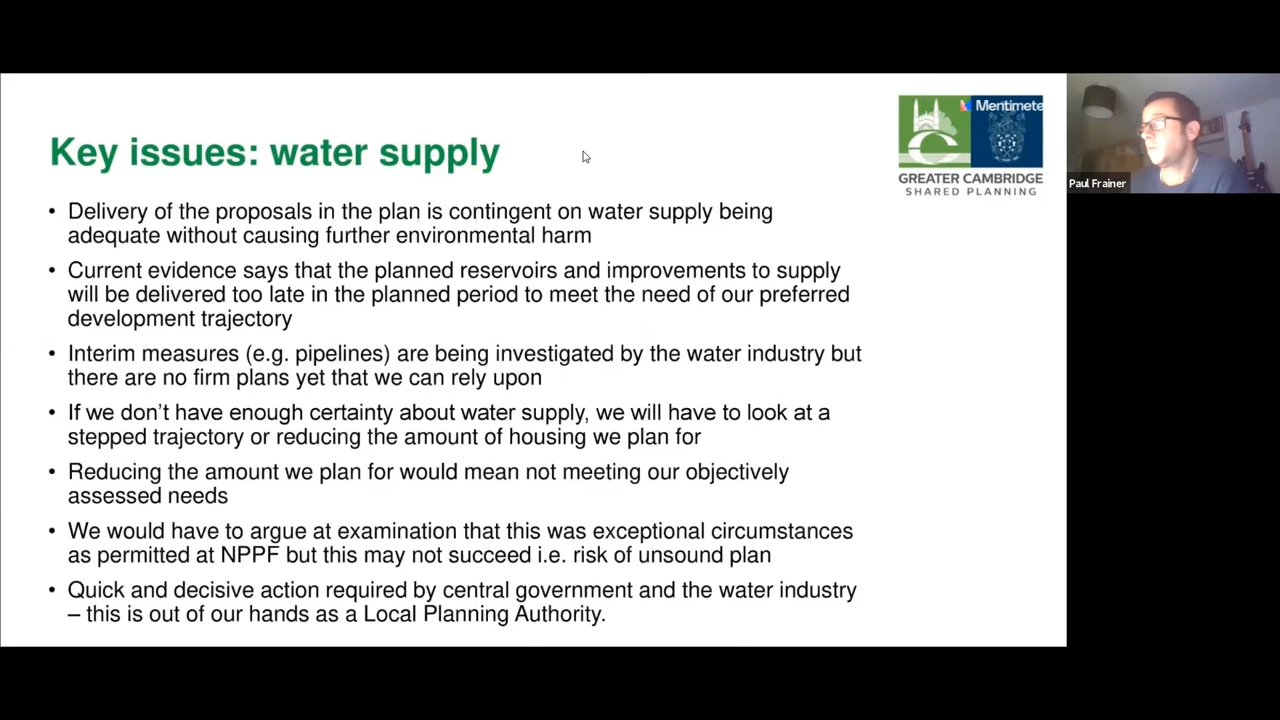 Mentimete
Key issues: water supply
GREATER CAMBRIDGE
SHARED PLANNING
Paul Frainer
• Delivery of the proposals in the plan is contingent on water supply being
adequate without causing further environmental harm
• Current evidence says that the planned reservoirs and improvements to supply
will be delivered too late in the planned period to meet the need of our preferred
development trajectory
• Interim measures (e.g. pipelines) are being investigated by the water industry but
there are no firm plans yet that we can rely upon
• If we don't have enough certainty about water supply, we will have to look at a
stepped trajectory or reducing the amount of housing we plan for
• Reducing the amount we plan for would mean not meeting our objectively
assessed needs
• We would have to argue at examination that this was exceptional circumstances
as permitted at NPPF but this may not succeed i.e. risk of unsound plan
• Quick and decisive action required by central government and the water industry
– this is out of our hands as a Local Planning Authority.